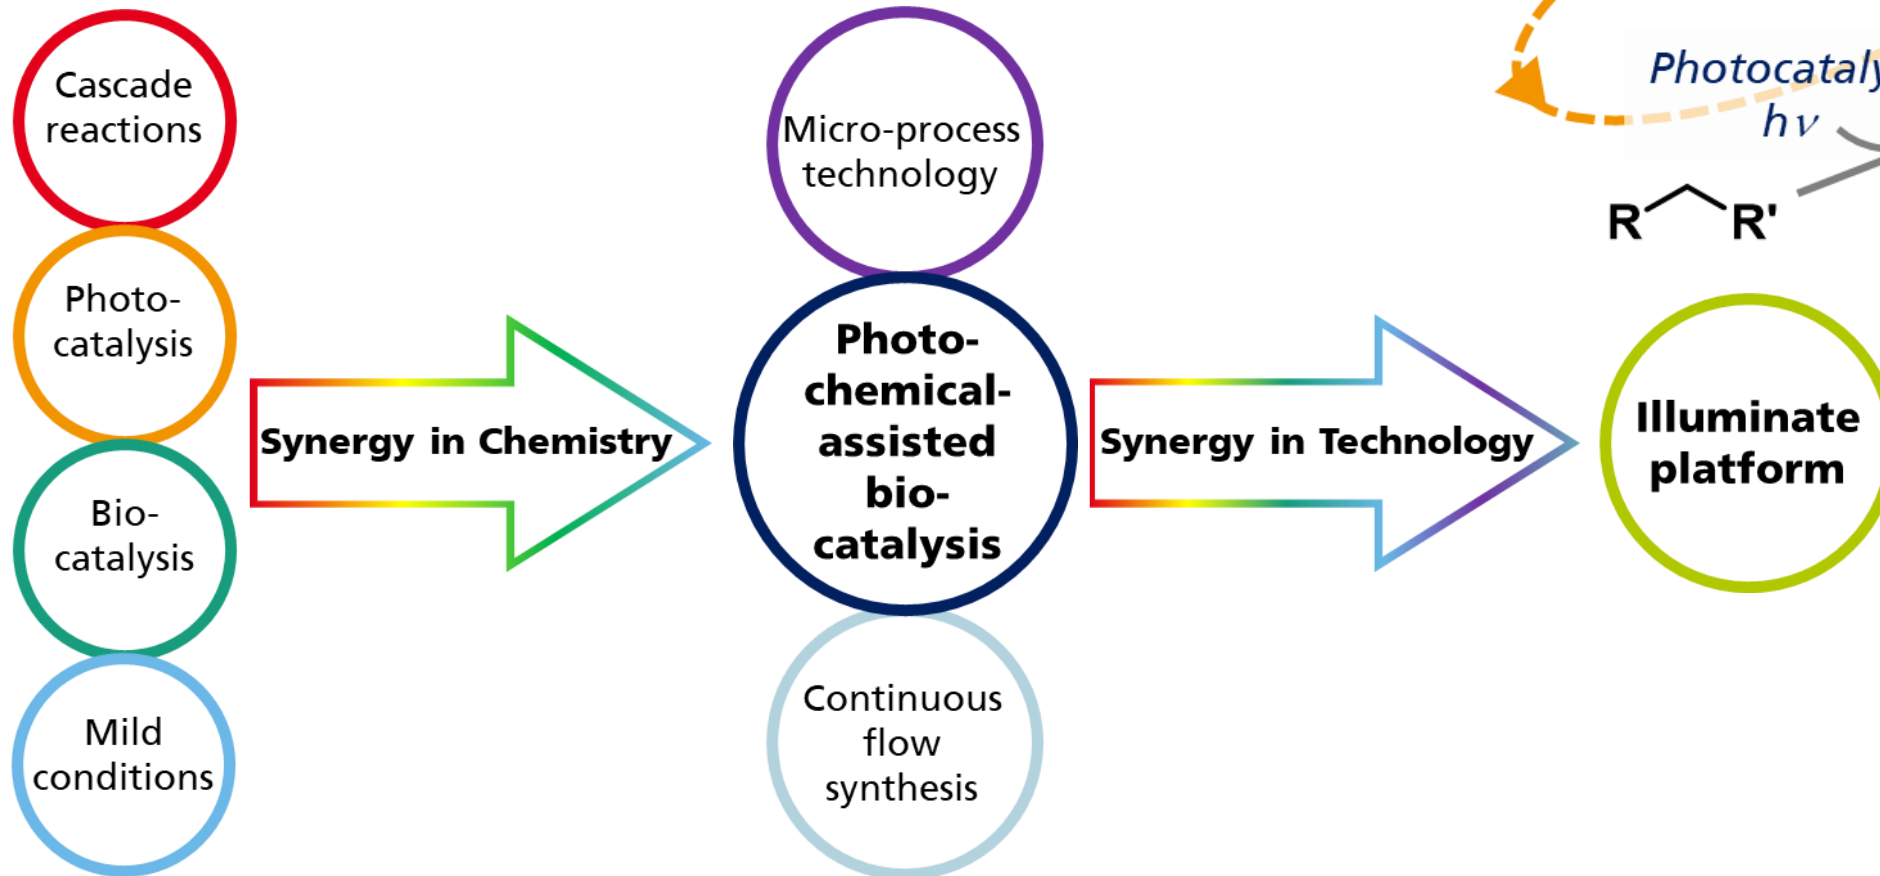 Cascade
reactions
Photo-
catalysis
Bio-
catalysis
Mild
conditions
Synergy in Chemistry
Micro-process
technology
Photo-
chemical-
assisted
bio-
catalysis
Continuous
flow
synthesis
Synergy in Technology
hν
R R'
Illuminate
platform